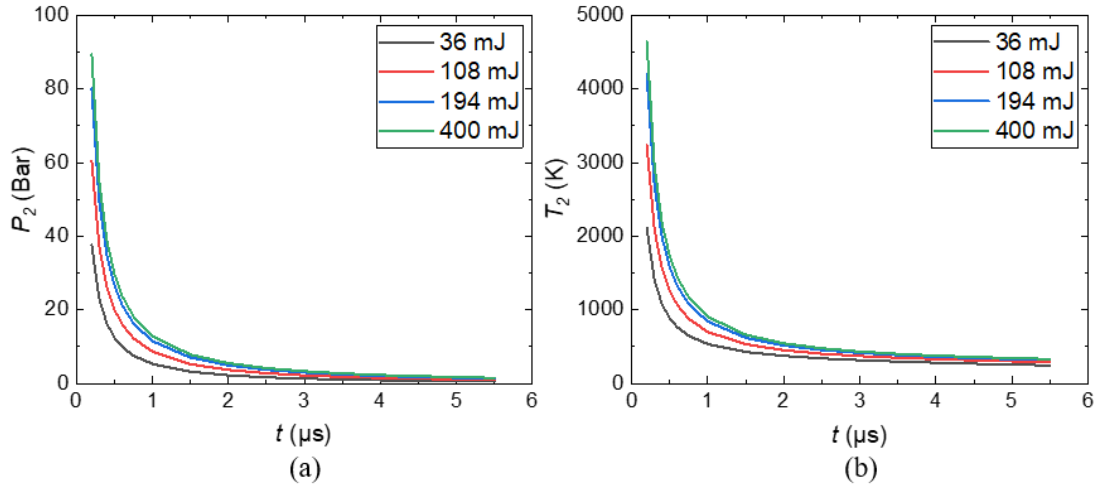 100
80
60
40
20
0
P2 (Bar)
0 1 2 3 4 5 6
t (μs)
36 mJ
108 mJ
194 mJ
400 mJ
(a)
5000
4000
3000
2000
1000
0
T2 (K)
0 1 2 3 4 5 6
t (μs)
36 mJ
108 mJ
194 mJ
400 mJ
(b)